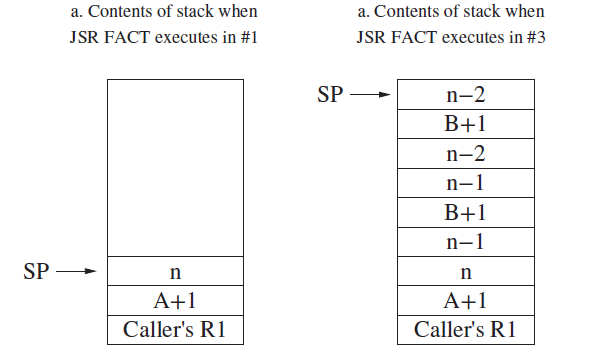 a. Contents of stack when
JSR FACT executes in #1
a. Contents of stack when
JSR FACT executes in #3
SP
n
A+1
Caller's R1
SP
n−2
B+1
n−2
n−1
B+1
n−1
n
A+1
Caller's R1